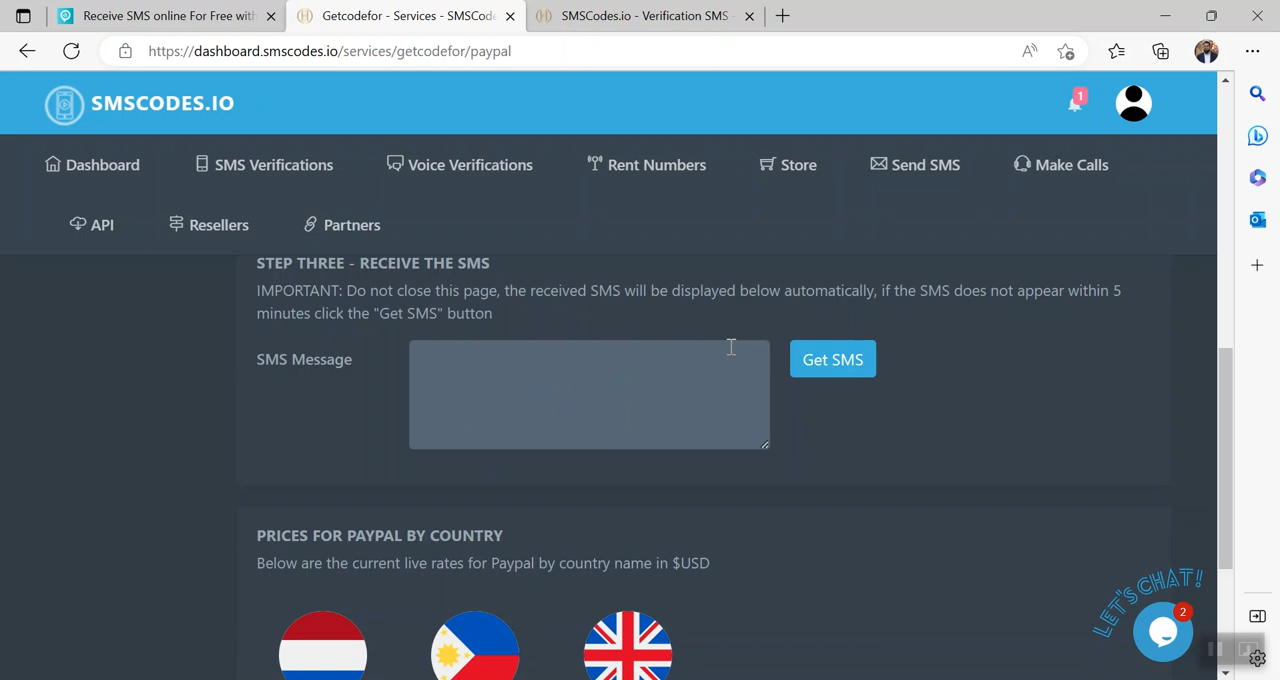 Receive SMS online For Free with
Getcodefor - Services - SMSCode
SMSCodes.io - Verification SMS -
https://dashboard.smscodes.io/services/getcodefor/paypal
SMSCODES.IO
1
Dashboard
SMS Verifications
Voice Verifications
Rent Numbers
Store
Send SMS
Make Calls
API
Resellers
Partners
STEP THREE - RECEIVE THE SMS
IMPORTANT: Do not close this page, the received SMS will be displayed below automatically, if the SMS does not appear within 5
minutes click the "Get SMS" button
SMS Message
Get SMS
PRICES FOR PAYPAL BY COUNTRY
Below are the current live rates for Paypal by country name in $USD
LET'S CHAT!
2